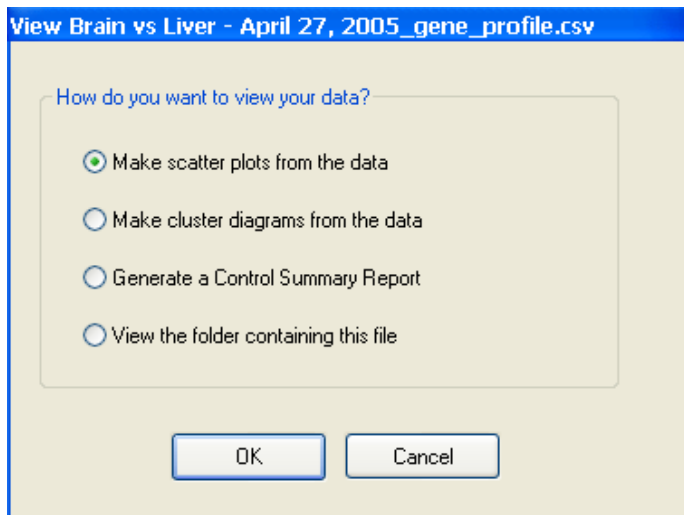 View Brain vs Liver - April 27, 2005_gene_profile.csv
How do you want to view your data?
Make scatter plots from the data
Make cluster diagrams from the data
Generate a Control Summary Report
View the folder containing this file
OK Cancel